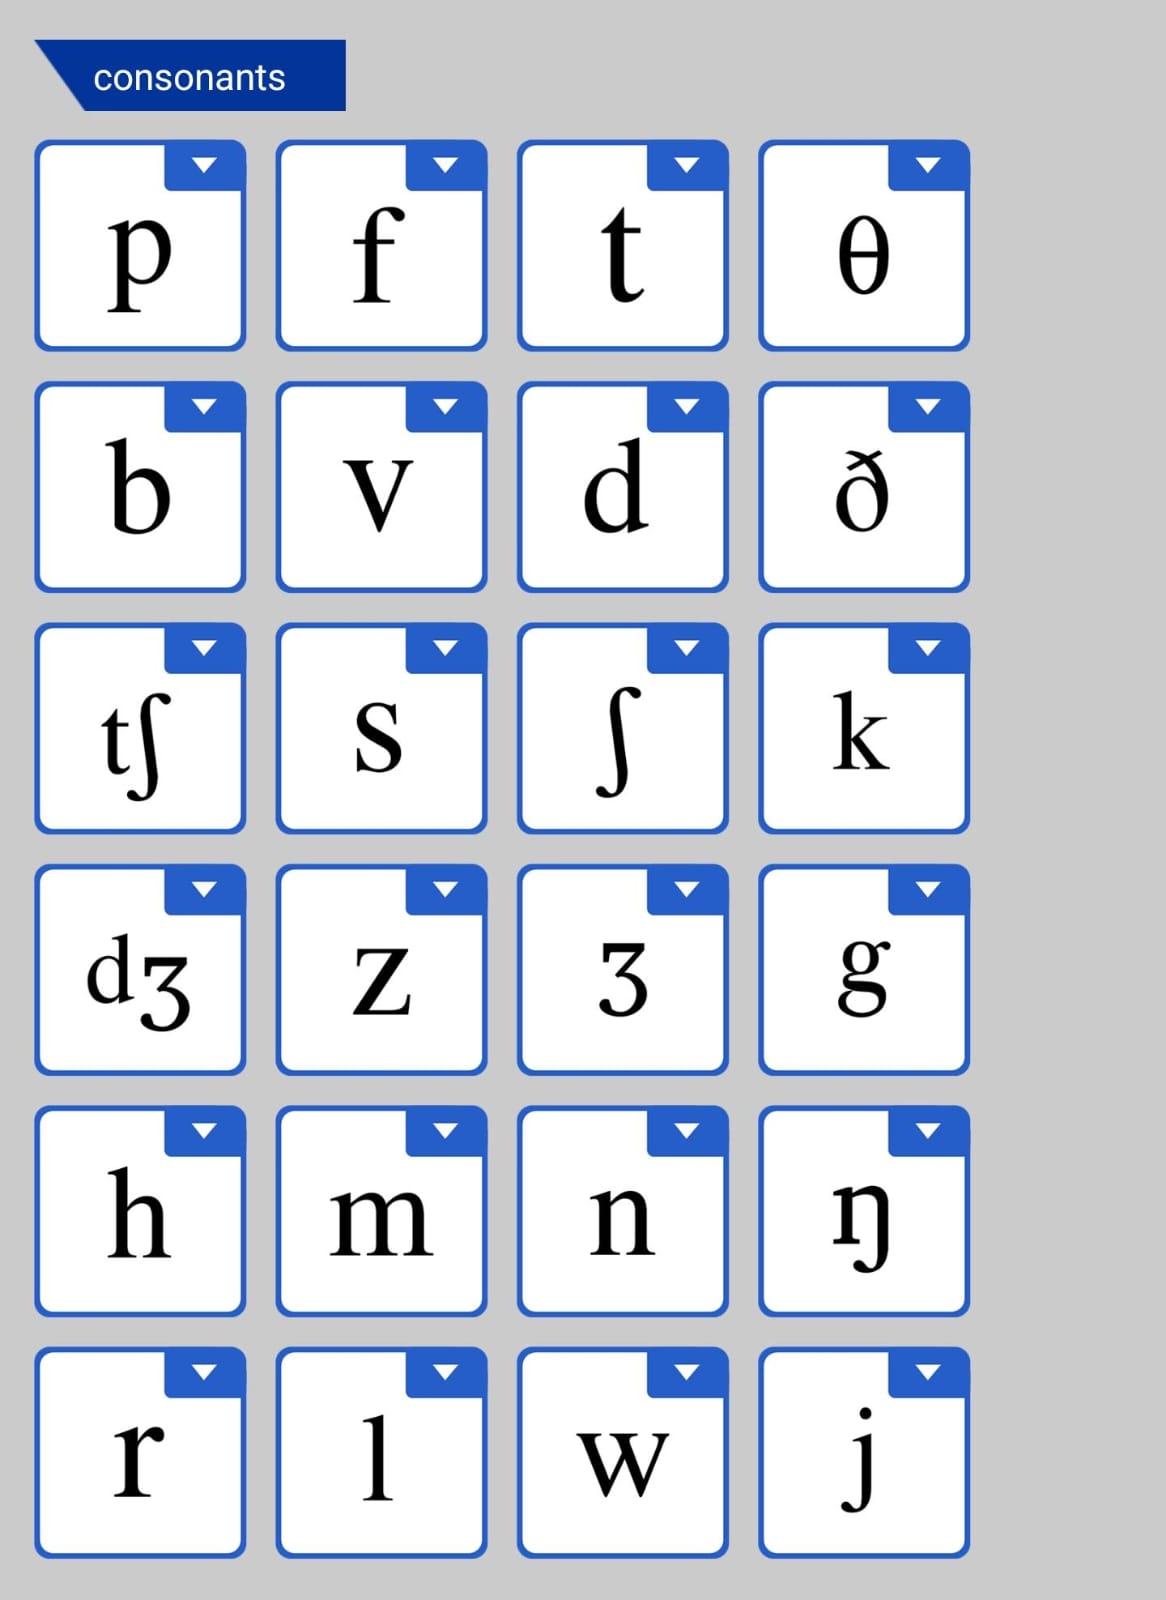 consonants
p f t θ
b v d ð
tʃ s ʃ k
dʒ z ʒ g
h m n ŋ
r l w j